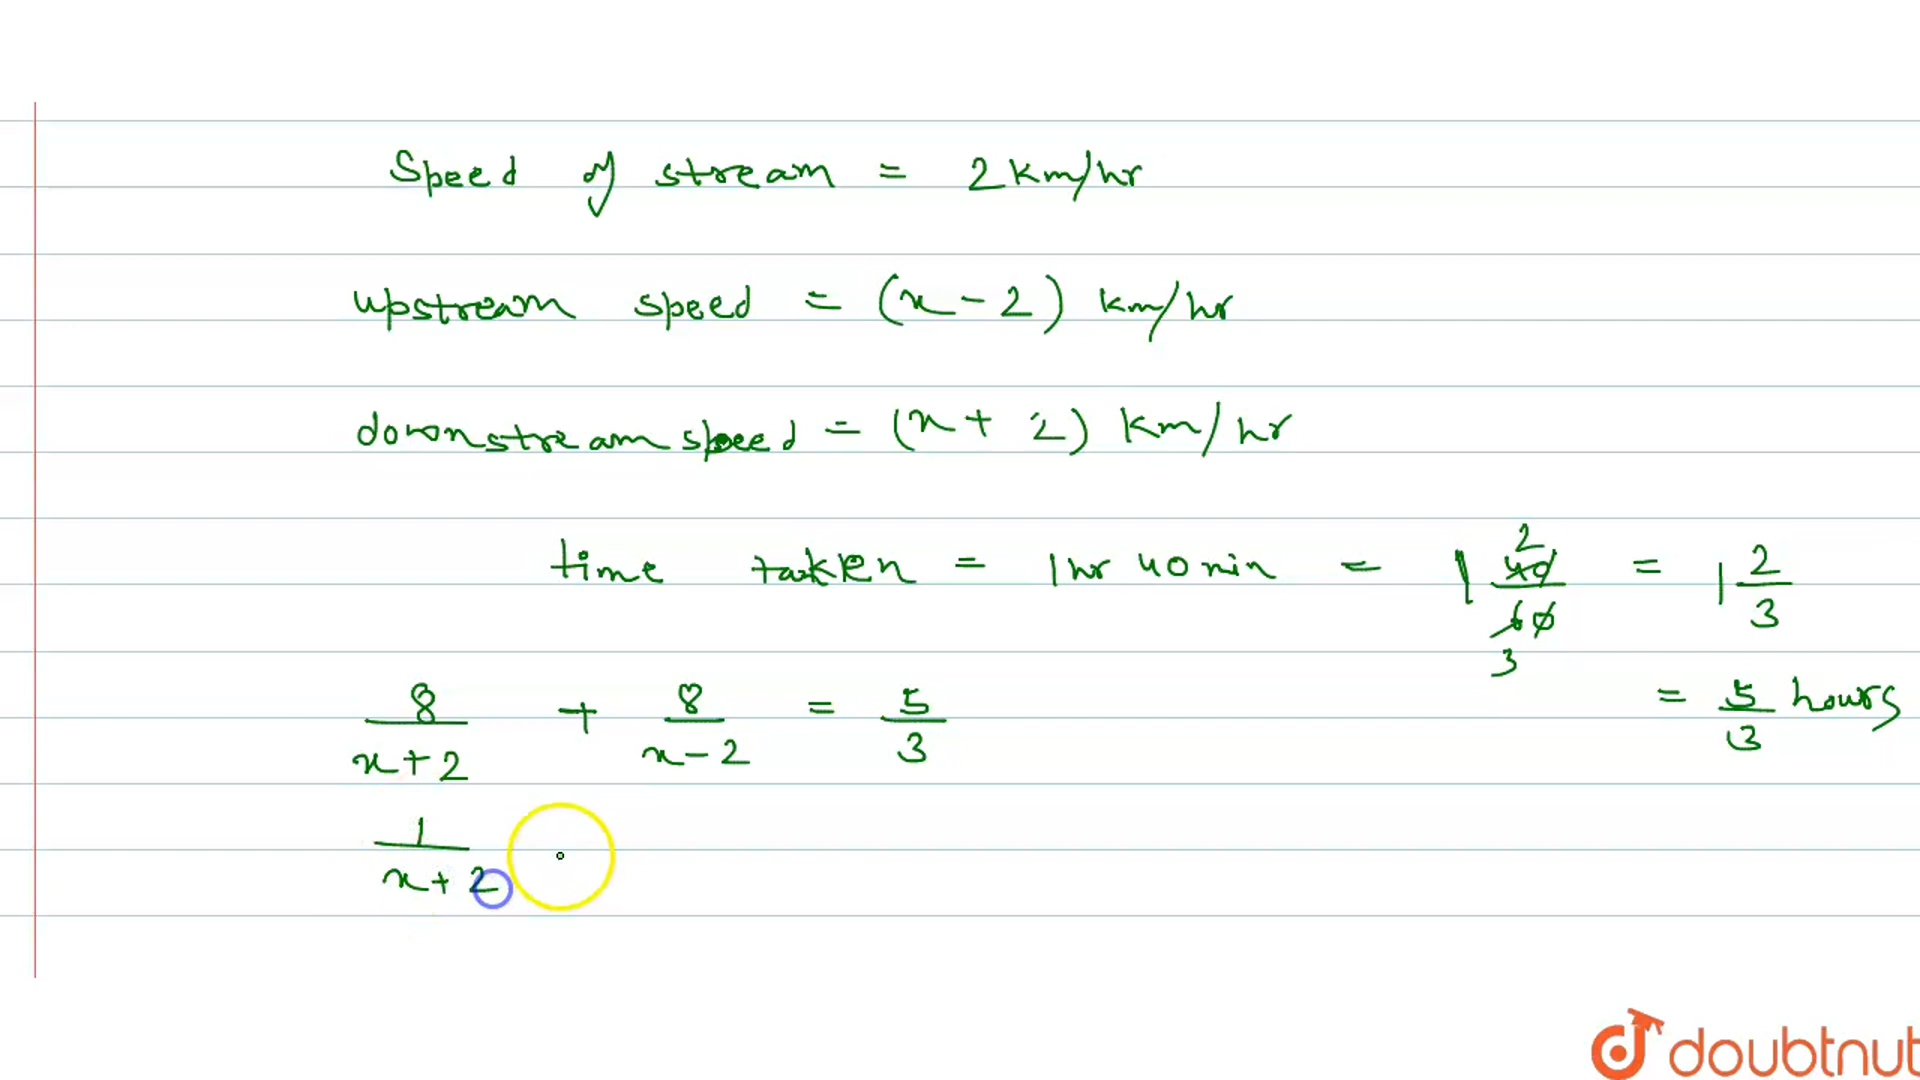 Speed of stream = 2 km/hr
upstream speed = (x-2) km/hr
downstream speed = (x+2) km/hr
time taken = 1 hr 40 min = 1 40/60 2 3 = 1 2/3
8/(x+2) + 8/(x-2) = 5/3 = 5/3 hours
1/(x+2)
doubtnut